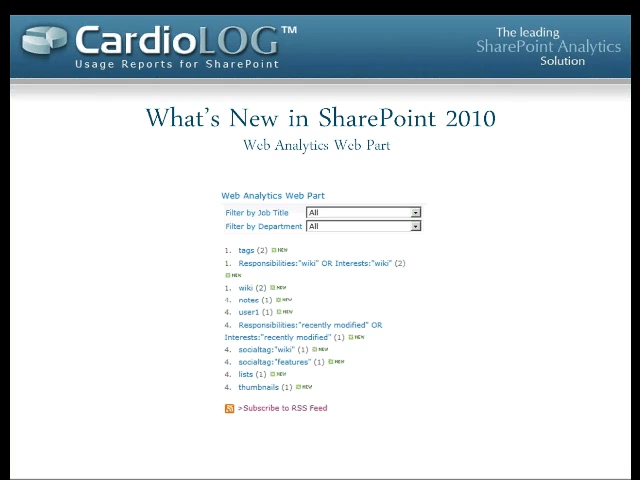 CardioLOG™
Usage Reports for SharePoint
The leading
SharePoint Analytics
Solution
What's New in SharePoint 2010
Web Analytics Web Part
Web Analytics Web Part
Filter by Job Title All
Filter by Department All
1. tags (2) NEW
1. Responsibilities:"wiki" OR Interests:"wiki" (2)
NEW
1. wiki (2) NEW
4. notes (1) NEW
4. user1 (1) NEW
4. Responsibilities:"recently modified" OR
Interests:"recently modified" (1) NEW
4. socialtag:"wiki" (1) NEW
4. socialtag:"features" (1) NEW
4. lists (1) NEW
4. thumbnails (1) NEW
>Subscribe to RSS Feed